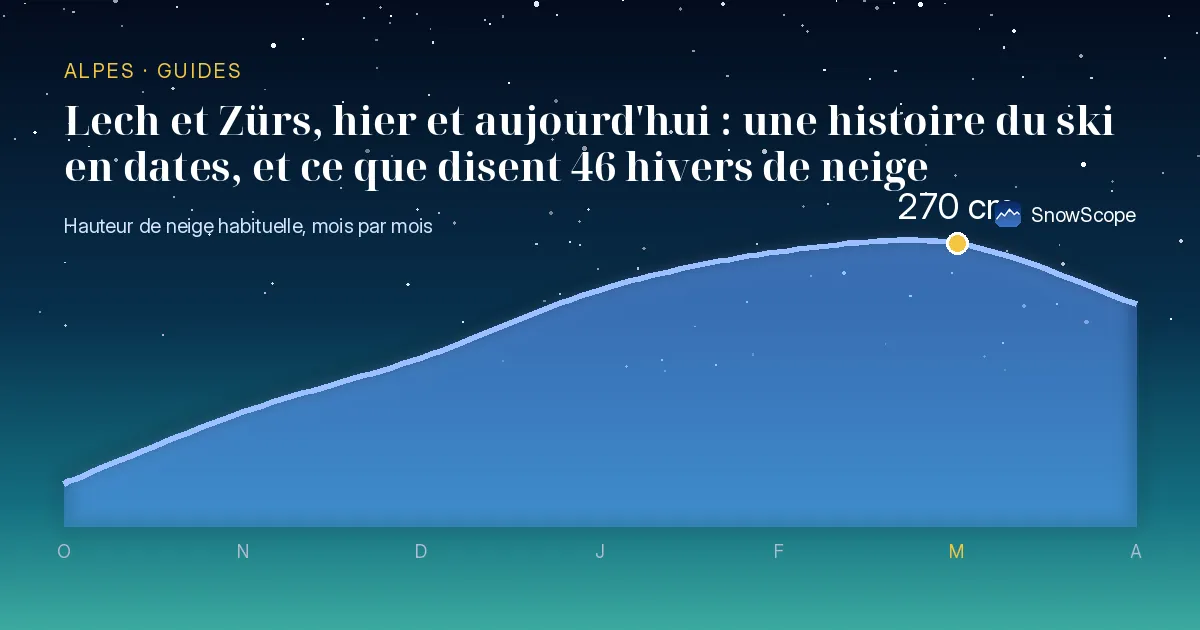 ALPES · GUIDES
Lech et Zürs, hier et aujourd'hui : une histoire du ski
en dates, et ce que disent 46 hivers de neige
Hauteur de neige habituelle, mois par mois
270
SnowScope
O N D J F M A